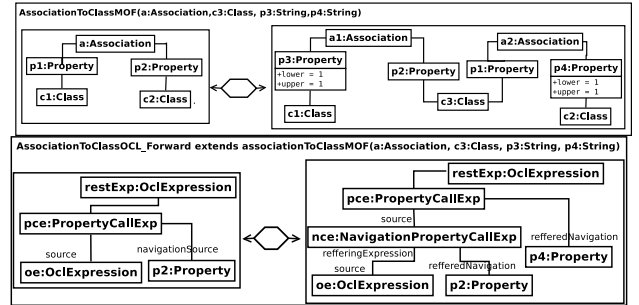 AssociationToClassMOF(a:Association,c3:Class, p3:String,p4:String)
a:Association
p1:Property
p2:Property
c1:Class
c2:Class
a1:Association
a2:Association
p3:Property
+lower = 1
+upper = 1
p2:Property
p1:Property
p4:Property
+lower = 1
+upper = 1
c1:Class
c3:Class
c2:Class
AssociationToClassOCL_Forward extends associationToClassMOF(a:Association, c3:Class, p3:String, p4:String)
restExp:OclExpression
pce:PropertyCallExp
source
navigationSource
oe:OclExpression
p2:Property
restExp:OclExpression
pce:PropertyCallExp
source
nce:NavigationPropertyCallExp
refferedNavigation
p4:Property
refferingExpression
source
refferedNavigation
oe:OclExpression
p2:Property